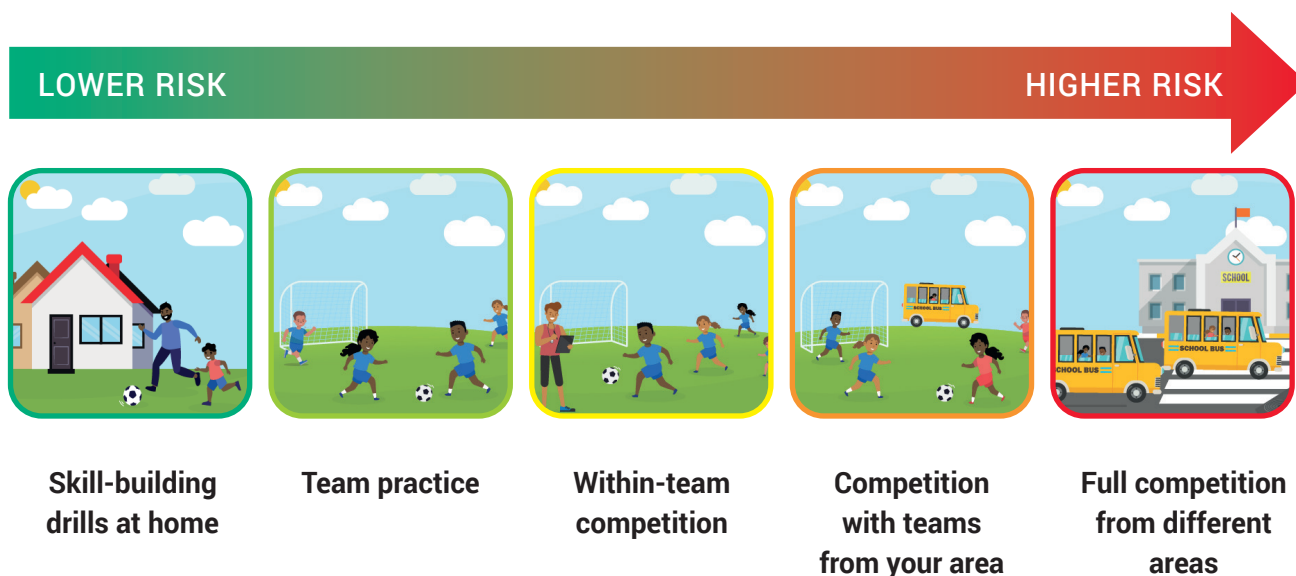 LOWER RISK
HIGHER RISK
SCHOOL BUS
SCHOOL
SCHOOL BUS
SCHOOL BUS
Skill-building
drills at home
Team practice
Within-team
competition
Competition
with teams
from your area
Full competition
from different
areas